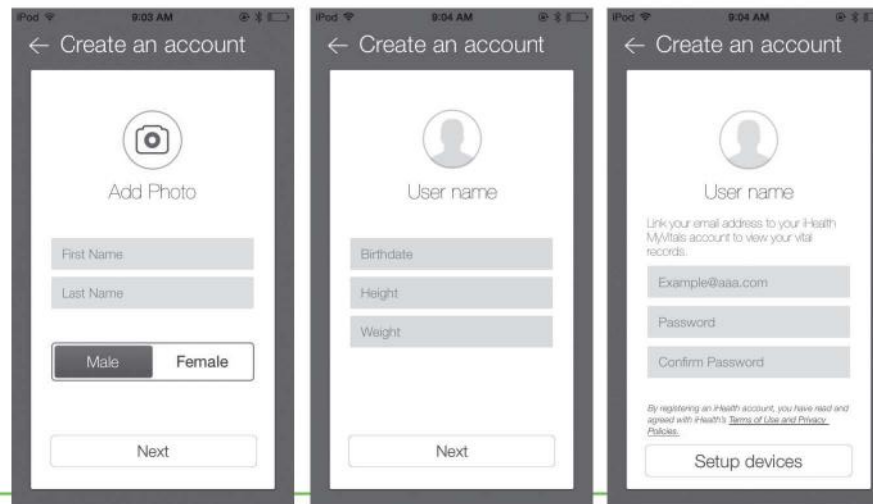 iPod 9:03 AM
← Create an account
Add Photo
First Name
Last Name
Male Female
Next
iPod 9:04 AM
← Create an account
User name
Birthdate
Height
Weight
Next
iPod 9:04 AM
← Create an account
User name
Link your email address to your iHealth
MyVitals account to view your vital
records.
Example@aaa.com
Password
Confirm Password
By registering an iHealth account, you have read and
agreed with iHealth's Terms of Use and Privacy
Policies.
Setup devices